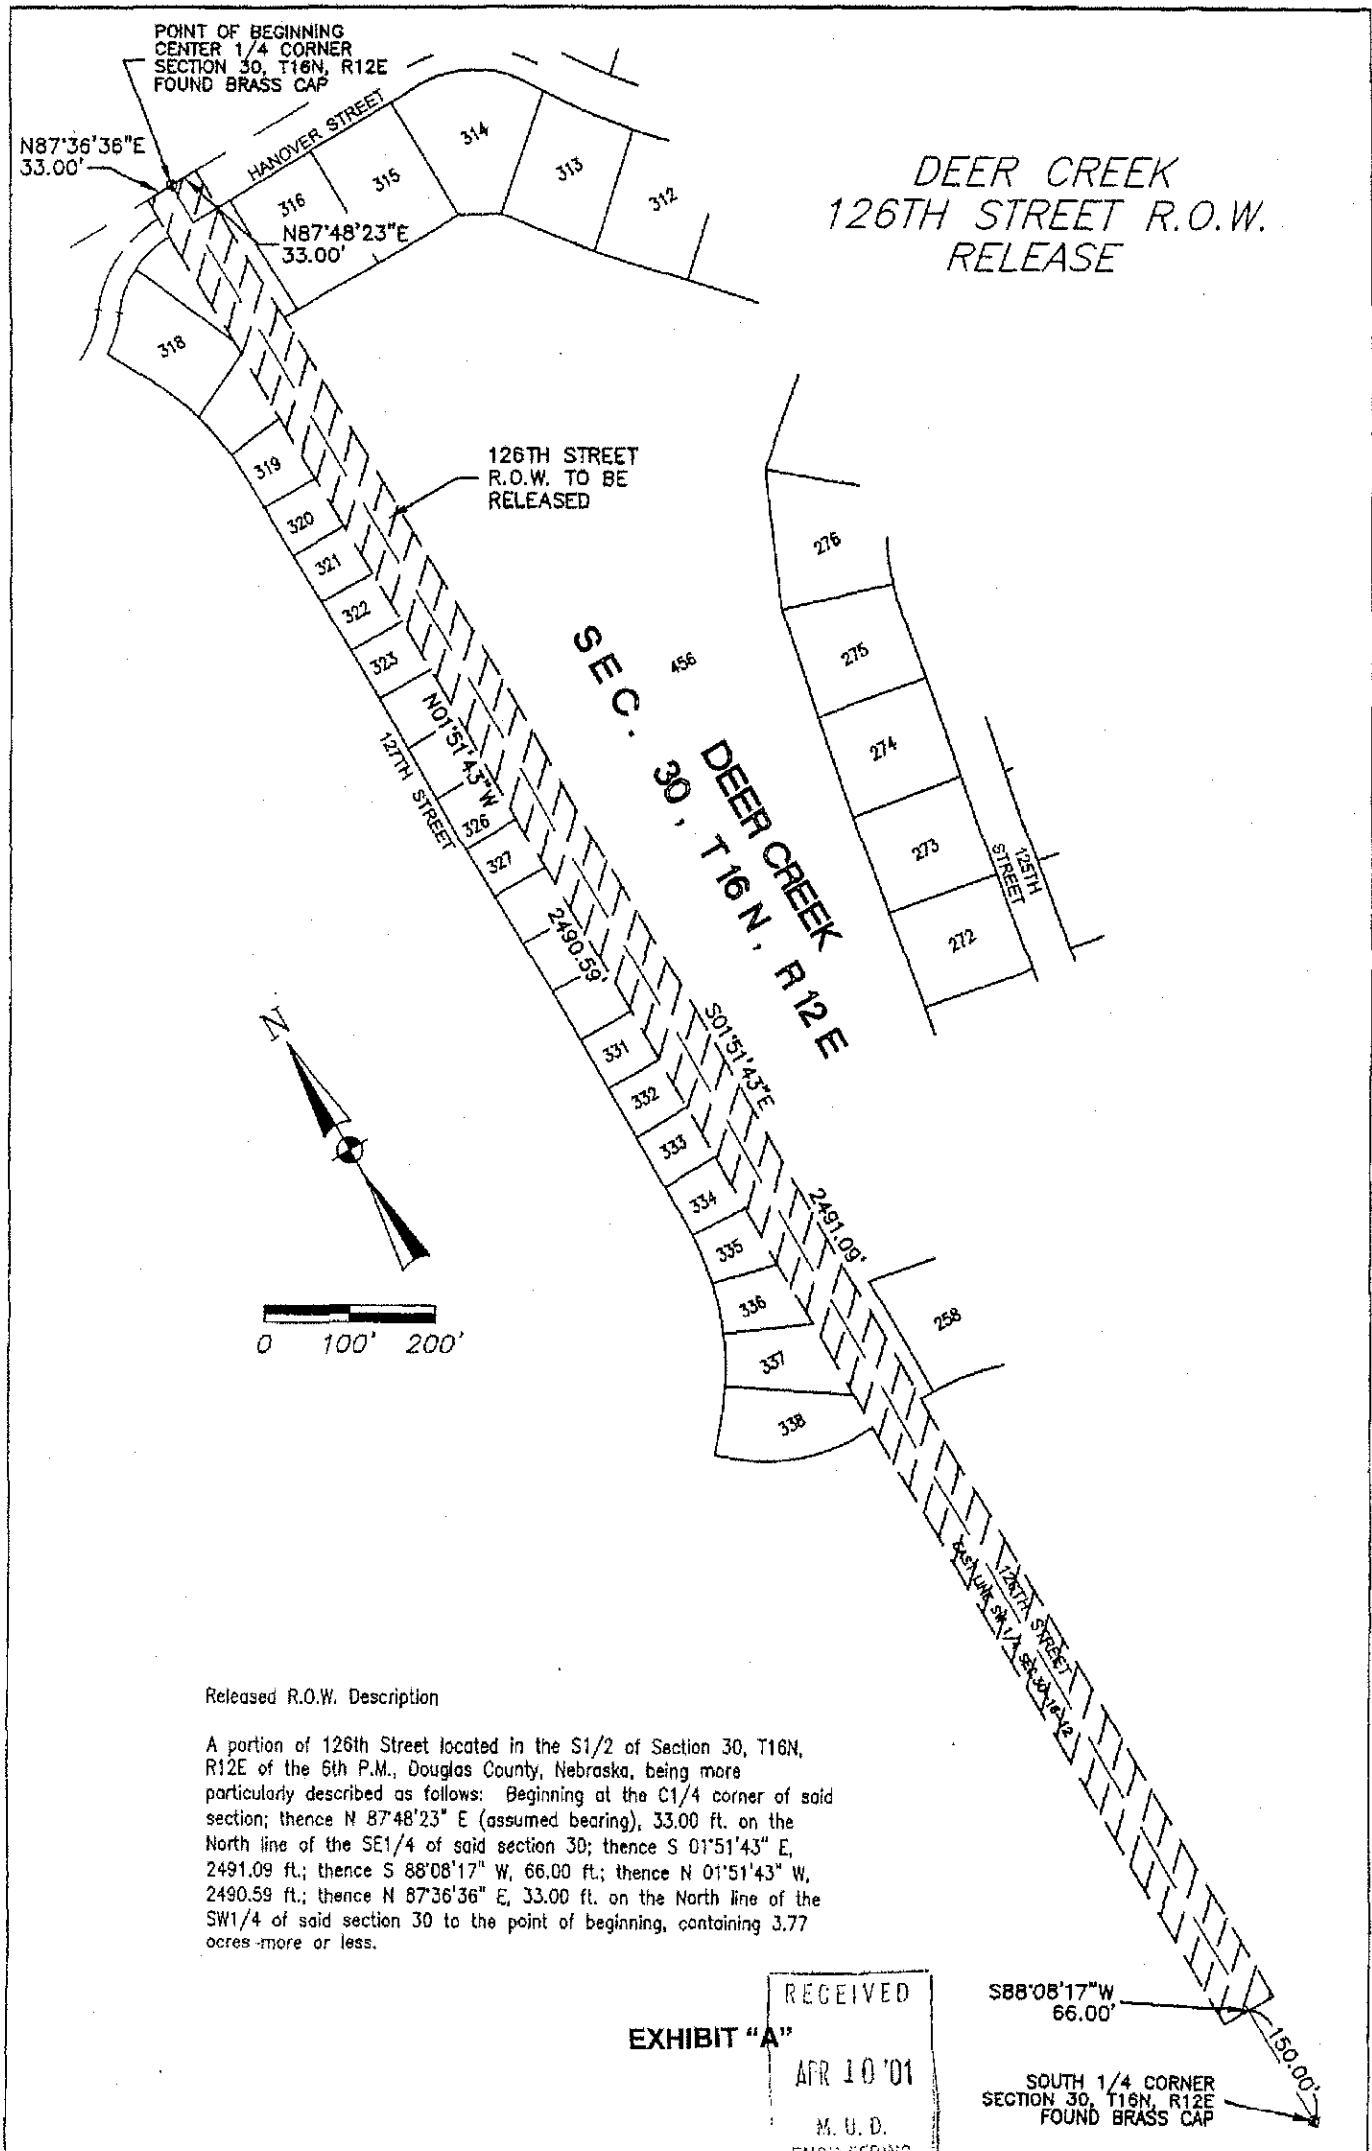 POINT OF BEGINNING
CENTER 1/4 CORNER
SECTION 30, T16N, R12E
FOUND BRASS CAP
N87°36'36"E
33.00'
HANOVER STREET
316
315
314
313
312
N87°48'23"E
33.00'
DEER CREEK
126TH STREET R.O.W.
RELEASE
318
319
320
321
322
323
126TH STREET
R.O.W. TO BE
RELEASED
276
275
274
273
272
125TH
STREET
456
SEC. 30, T16N, R12E
DEER CREEK
N01°51'43"W
127TH STREET
326
327
2490.59'
S01°51'43"E
N
331
332
333
334
335
336
337
338
2491.09'
258
0 100' 200'
126TH STREET
EAST LINE SW 1/4 SEC. 30-16-12
Released R.O.W. Description
A portion of 126th Street located in the S1/2 of Section 30, T16N,
R12E of the 6th P.M., Douglas County, Nebraska, being more
particularly described as follows: Beginning at the C1/4 corner of said
section; thence N 87°48'23" E (assumed bearing), 33.00 ft. on the
North line of the SE1/4 of said section 30; thence S 01°51'43" E,
2491.09 ft.; thence S 88°08'17" W, 66.00 ft.; thence N 01°51'43" W,
2490.59 ft.; thence N 87°36'36" E, 33.00 ft. on the North line of the
SW1/4 of said section 30 to the point of beginning, containing 3.77
acres more or less.
EXHIBIT "A"
RECEIVED
APR 10 '01
M. U. D.
S88°08'17"W
66.00'
150.00'
SOUTH 1/4 CORNER
SECTION 30, T16N, R12E
FOUND BRASS CAP